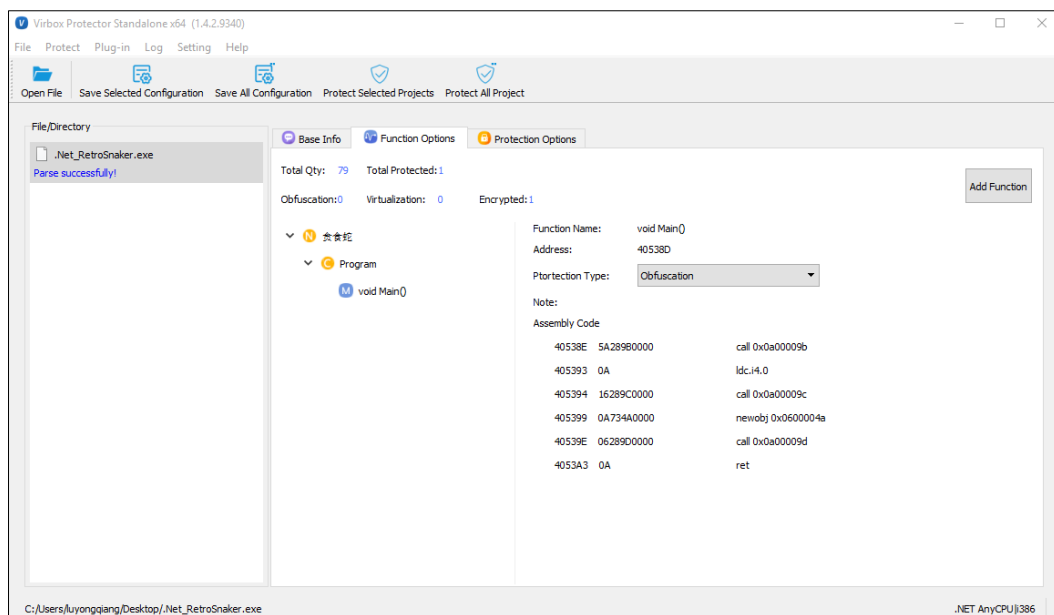 Virbox Protector Standalone x64 (1.4.2.9340)
File Protect Plug-in Log Setting Help
Open File Save Selected Configuration Save All Configuration Protect Selected Projects Protect All Project
File/Directory
.Net_RetroSnaker.exe
Parse successfully!
Base Info Function Options Protection Options
Total Qty: 79 Total Protected:1
Add Function
Obfuscation:0 Virtualization: 0 Encrypted:1
N 贪食蛇
C Program
M void Main()
Function Name: void Main()
Address: 40538D
Ptortection Type: Obfuscation
Note:
Assembly Code
40538E 5A289B0000 call 0x0a00009b
405393 0A ldc.i4.0
405394 16289C0000 call 0x0a00009c
405399 0A734A0000 newobj 0x0600004a
40539E 06289D0000 call 0x0a00009d
4053A3 0A ret
C:/Users/luyongqiang/Desktop/.Net_RetroSnaker.exe
.NET AnyCPU|i386